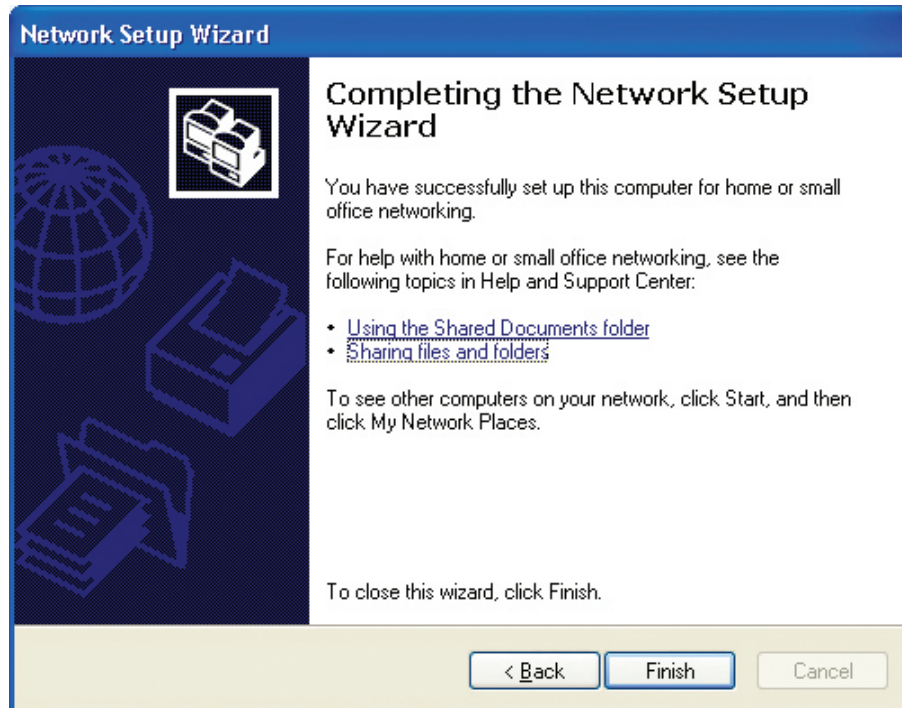 Network Setup Wizard
Completing the Network Setup
Wizard
You have successfully set up this computer for home or small
office networking.
For help with home or small office networking, see the
following topics in Help and Support Center:
• Using the Shared Documents folder
• Sharing files and folders
To see other computers on your network, click Start, and then
click My Network Places.
To close this wizard, click Finish.
< Back
Finish
Cancel